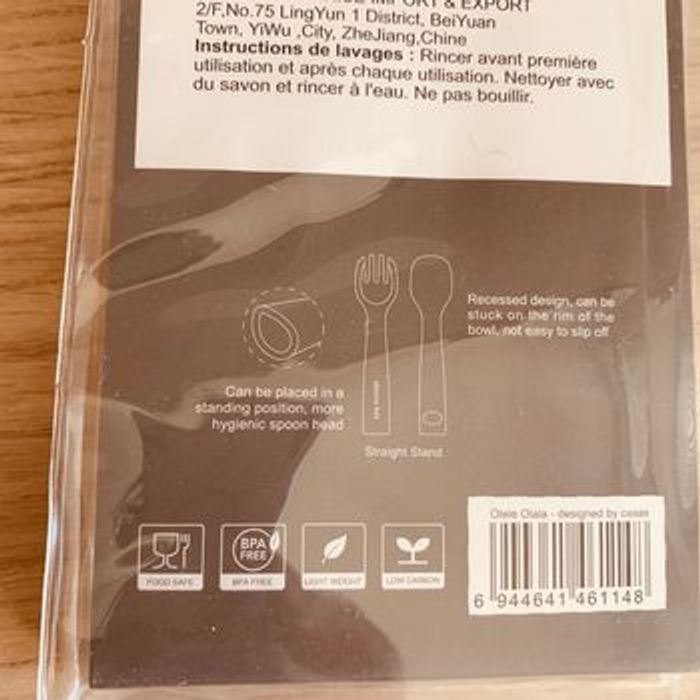 IMPORT & EXPORT
2/F,No.75 LingYun 1 District, BeiYuan
Town, YiWu ,City, ZheJiang,Chine
Instructions de lavages : Rincer avant première
utilisation et après chaque utilisation. Nettoyer avec
du savon et rincer à l'eau. Ne pas bouillir.
Recessed design, can be
stuck on the rim of the
bowl, not easy to slip off
Can be placed in a
standing position, more
hygienic spoon head
Straight Stand
BPA
FREE
FOOD SAFE
BPA FREE
LIGHT WEIGHT
LOW CARBON
Olele Olala - designed by
6 944641 461148